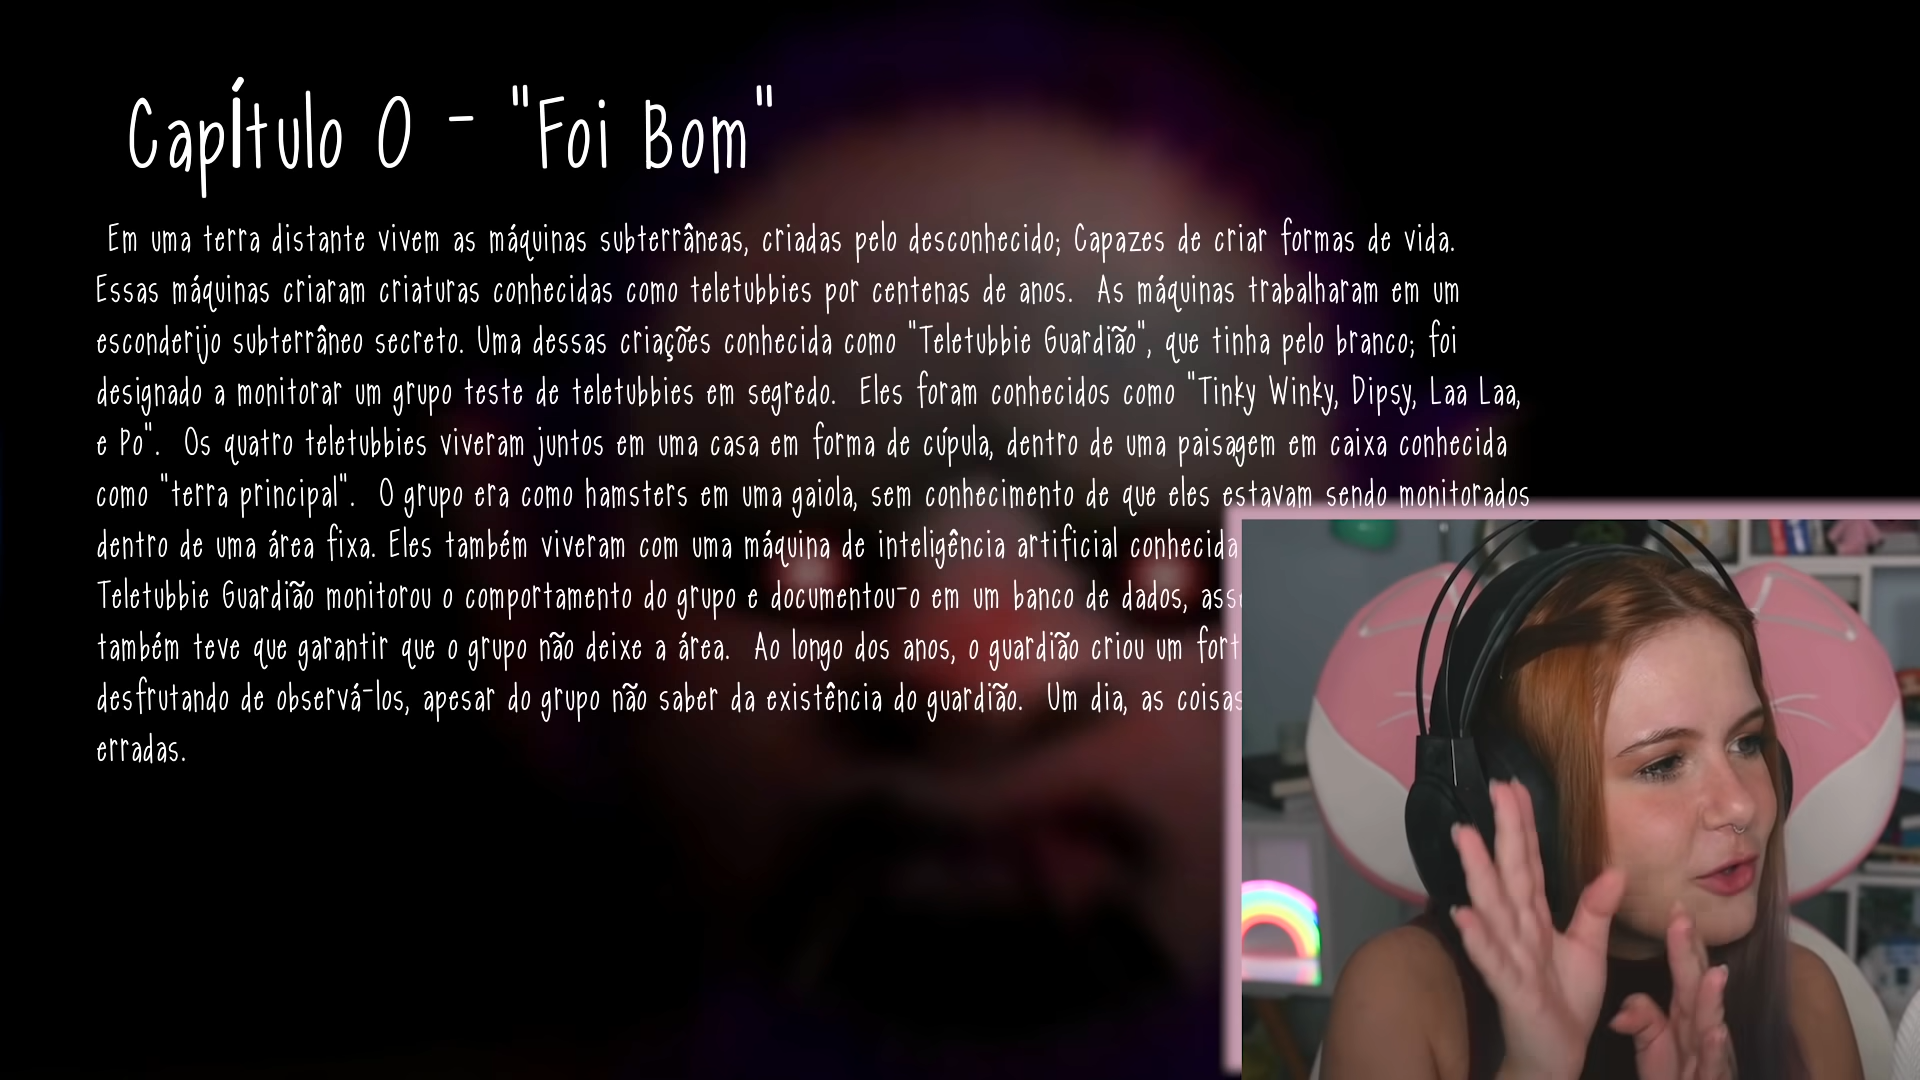 Capítulo 0 - "Foi Bom"
Em uma terra distante vivem as máquinas subterrâneas, criadas pelo desconhecido; Capazes de criar formas de vida.
Essas máquinas criaram criaturas conhecidas como teletubbies por centenas de anos. As máquinas trabalharam em um
esconderijo subterrâneo secreto. Uma dessas criações conhecida como "Teletubbie Guardião", que tinha pelo branco; foi
designado a monitorar um grupo teste de teletubbies em segredo. Eles foram conhecidos como "Tinky Winky, Dipsy, Laa Laa,
e Po". Os quatro teletubbies viveram juntos em uma casa em forma de cúpula, dentro de uma paisagem em caixa conhecida
como "terra principal". O grupo era como hamsters em uma gaiola, sem conhecimento de que eles estavam sendo monitorados
dentro de uma área fixa. Eles também viveram com uma máquina de inteligência artificial conhecida
Teletubbie Guardião monitorou o comportamento do grupo e documentou-o em um banco de dados,
também teve que garantir que o grupo não deixe a área. Ao longo dos anos, o guardião criou um
desfrutando de observá-los, apesar do grupo não saber da existência do guardião. Um dia, as coisas
erradas.